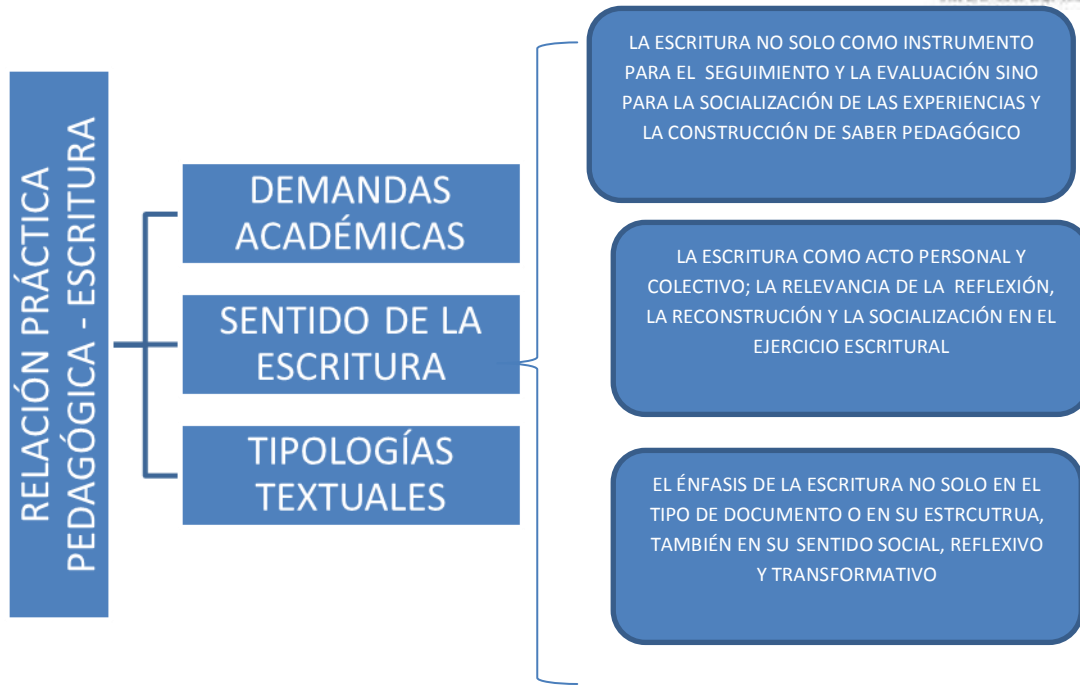 RELACIÓN PRÁCTICA
PEDAGÓGICA - ESCRITURA
DEMANDAS
ACADÉMICAS
SENTIDO DE LA
ESCRITURA
TIPOLOGÍAS
TEXTUALES
LA ESCRITURA NO SOLO COMO INSTRUMENTO
PARA EL SEGUIMIENTO Y LA EVALUACIÓN SINO
PARA LA SOCIALIZACIÓN DE LAS EXPERIENCIAS Y
LA CONSTRUCCIÓN DE SABER PEDAGÓGICO
LA ESCRITURA COMO ACTO PERSONAL Y
COLECTIVO; LA RELEVANCIA DE LA REFLEXIÓN,
LA RECONSTRUCIÓN Y LA SOCIALIZACIÓN EN EL
EJERCICIO ESCRITURAL
EL ÉNFASIS DE LA ESCRITURA NO SOLO EN EL
TIPO DE DOCUMENTO O EN SU ESTRCUTRUA,
TAMBIÉN EN SU SENTIDO SOCIAL, REFLEXIVO
Y TRANSFORMATIVO